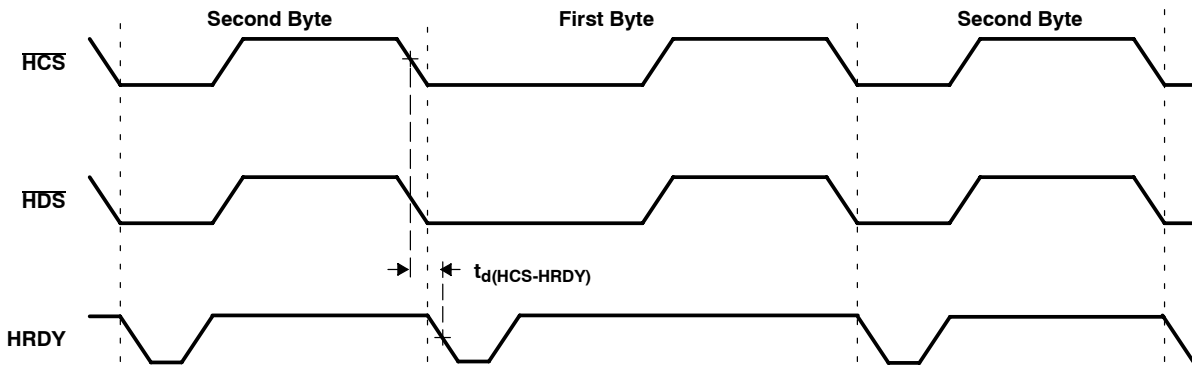 Second Byte First Byte Second Byte
HCS
HDS
td(HCS-HRDY)
HRDY